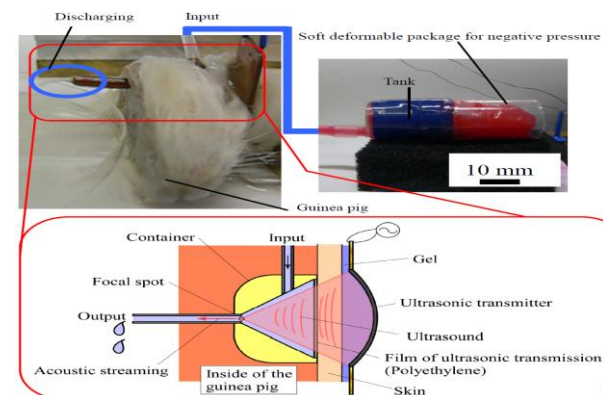 Discharging
Input
Soft deformable package for negative pressure
Tank
10 mm
Guinea pig
Container
Input
Gel
Focal spot
Ultrasonic transmitter
Output
Ultrasound
Acoustic streaming
Film of ultrasonic transmission
(Polyethylene)
Inside of the
guinea pig
Skin